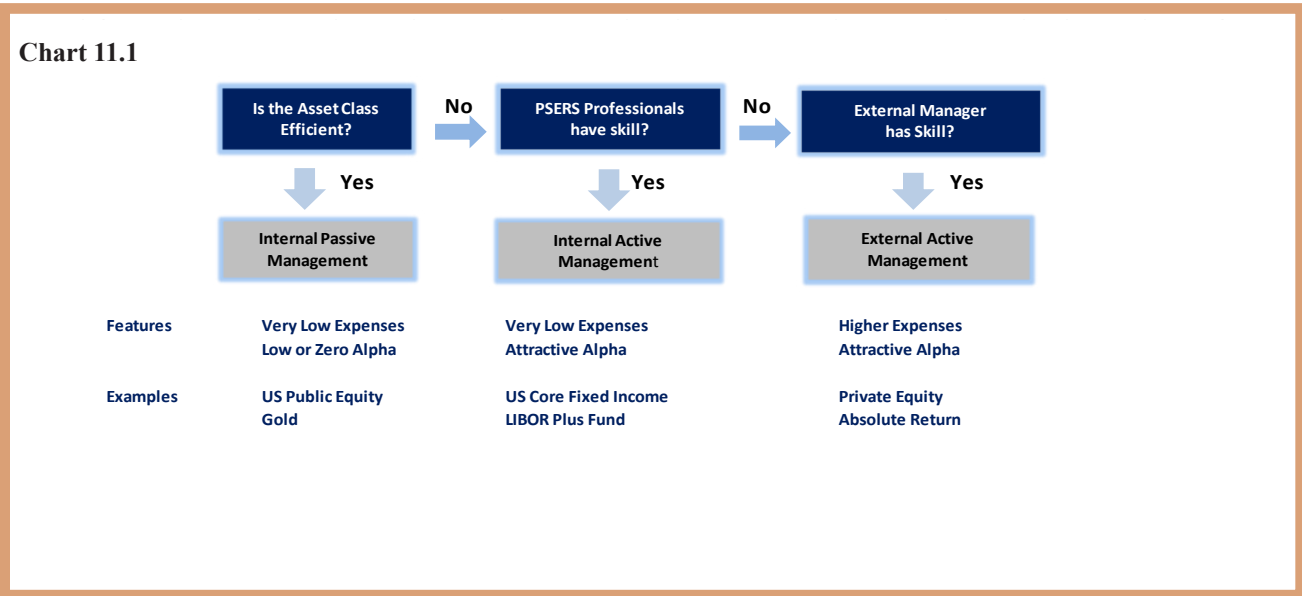 Chart 11.1
Is the Asset Class
Efficient?
No
PSERS Professionals
have skill?
No
External Manager
has Skill?
Yes
Yes
Yes
Internal Passive
Management
Internal Active
Management
External Active
Management
Features
Very Low Expenses
Low or Zero Alpha
Very Low Expenses
Attractive Alpha
Higher Expenses
Attractive Alpha
Examples
US Public Equity
Gold
US Core Fixed Income
LIBOR Plus Fund
Private Equity
Absolute Return